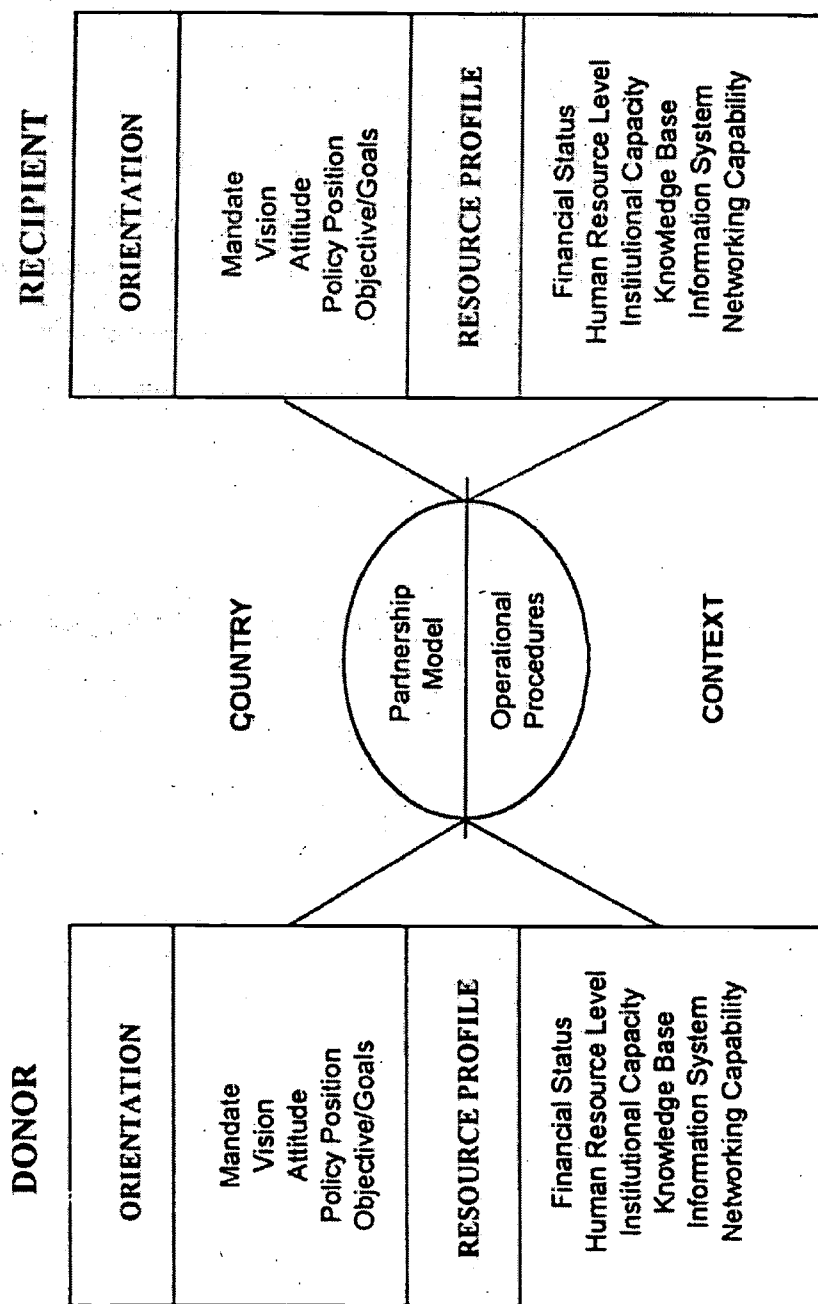 DONOR
ORIENTATION
Mandate
Vision
Attitude
Policy Position
Objective/Goals
RESOURCE PROFILE
Financial Status
Human Resource Level
Institutional Capacity
Knowledge Base
Information System
Networking Capability
COUNTRY
Partnership
Model
Operational
Procedures
CONTEXT
RECIPIENT
ORIENTATION
Mandate
Vision
Attitude
Policy Position
Objective/Goals
RESOURCE PROFILE
Financial Status
Human Resource Level
Institutional Capacity
Knowledge Base
Information System
Networking Capability